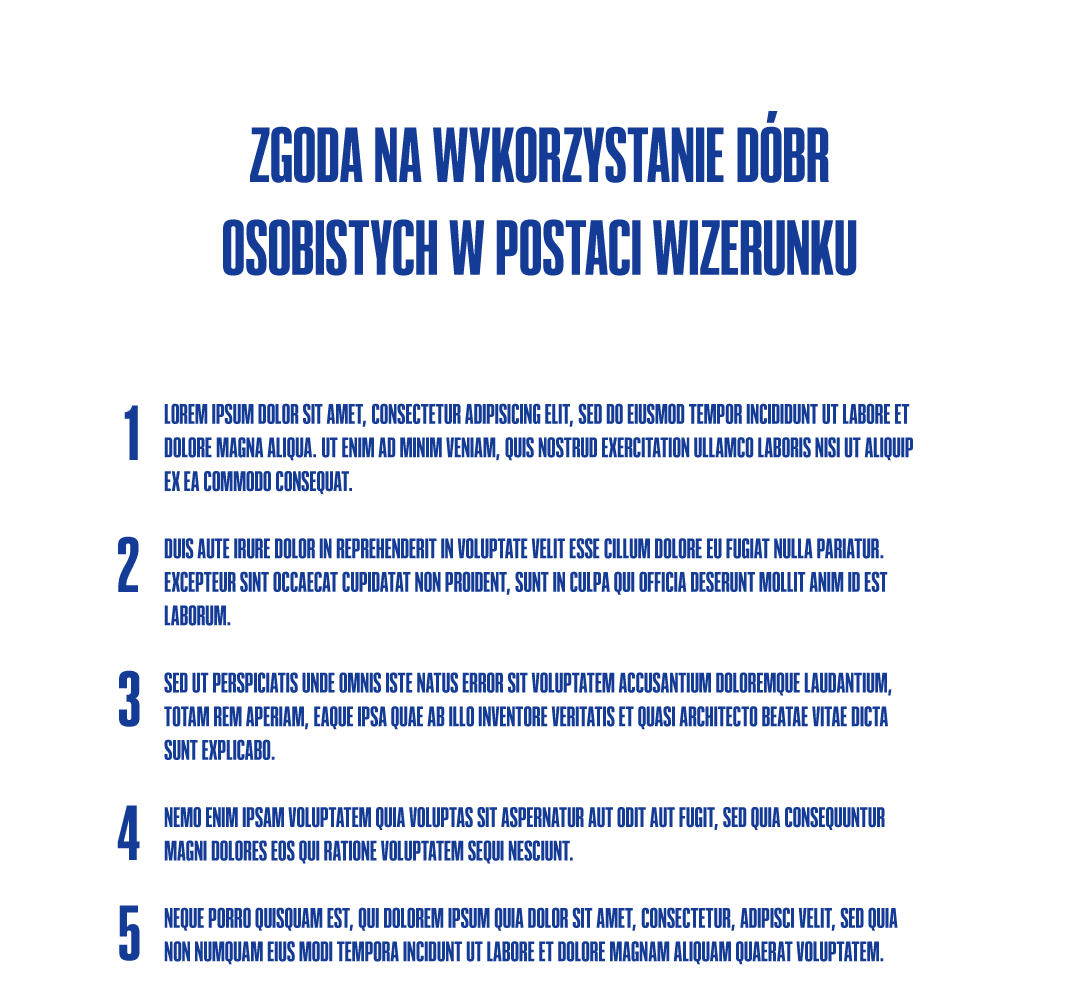 ZGODA NA WYKORZYSTANIE DÓBR
OSOBISTYCH W POSTACI WIZERUNKU
1 LOREM IPSUM DOLOR SIT AMET, CONSECTETUR ADIPISICING ELIT, SED DO EIUSMOD TEMPOR INCIDIDUNT UT LABORE ET
DOLORE MAGNA ALIQUA. UT ENIM AD MINIM VENIAM, QUIS NOSTRUD EXERCITATION ULLAMCO LABORIS NISI UT ALIQUIP
EX EA COMMODO CONSEQUAT.
2 DUIS AUTE IRURE DOLOR IN REPREHENDERIT IN VOLUPTATE VELIT ESSE CILLUM DOLORE EU FUGIAT NULLA PARIATUR.
EXCEPTEUR SINT OCCAECAT CUPIDATAT NON PROIDENT, SUNT IN CULPA QUI OFFICIA DESERUNT MOLLIT ANIM ID EST
LABORUM.
3 SED UT PERSPICIATIS UNDE OMNIS ISTE NATUS ERROR SIT VOLUPTATEM ACCUSANTIUM DOLOREMQUE LAUDANTIUM,
TOTAM REM APERIAM, EAQUE IPSA QUAE AB ILLO INVENTORE VERITATIS ET QUASI ARCHITECTO BEATAE VITAE DICTA
SUNT EXPLICABO.
4 NEMO ENIM IPSAM VOLUPTATEM QUIA VOLUPTAS SIT ASPERNATUR AUT ODIT AUT FUGIT, SED QUIA CONSEQUUNTUR
MAGNI DOLORES EOS QUI RATIONE VOLUPTATEM SEQUI NESCIUNT.
5 NEQUE PORRO QUISQUAM EST, QUI DOLOREM IPSUM QUIA DOLOR SIT AMET, CONSECTETUR, ADIPISCI VELIT, SED QUIA
NON NUMQUAM EIUS MODI TEMPORA INCIDUNT UT LABORE ET DOLORE MAGNAM ALIQUAM QUAERAT VOLUPTATEM.